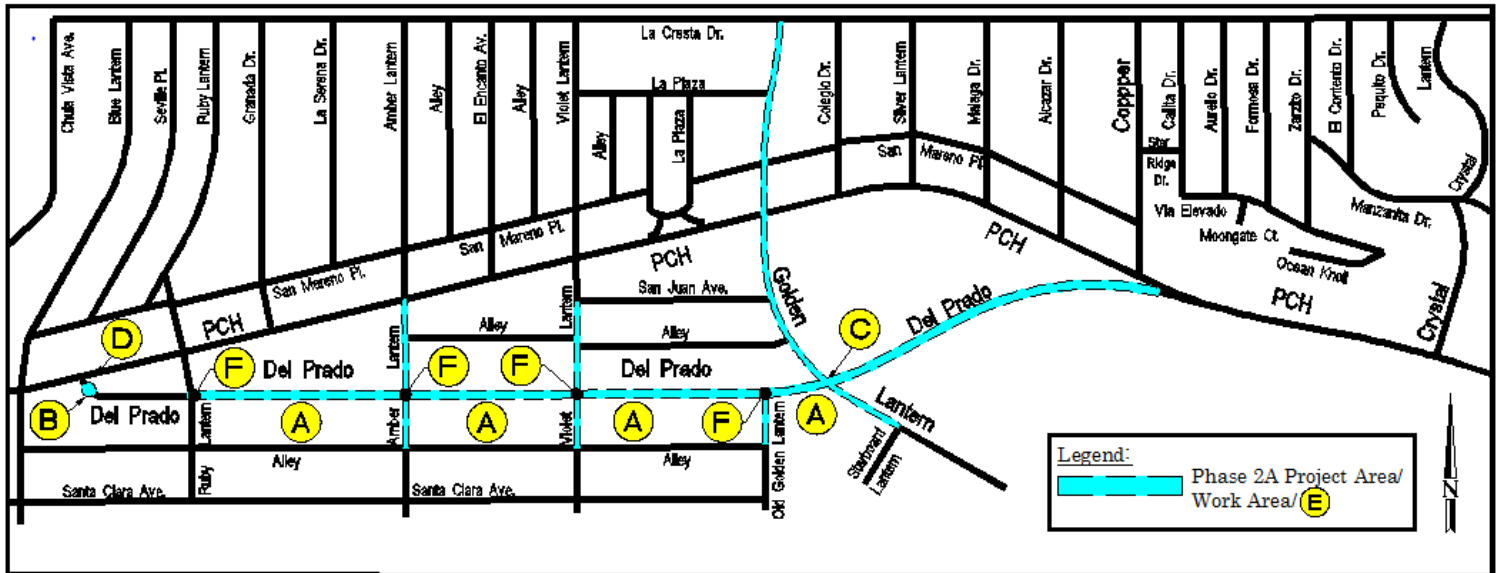 Chula Vista Ave.
Blue Lantern
Seville Pl.
Ruby Lantern
Granada Dr.
La Serena Dr.
Amber Lantern
Alley
El Encanto Av.
Alley
Violet Lantern
La Cresta Dr.
La Plaza
Alley
La Plaza
Colegio Dr.
Silver Lantern
Malaga Dr.
Alcazar Dr.
Coppper
Callita Dr.
Aurelio Dr.
Formosa Dr.
Zarzito Dr.
El Contento Dr.
Pequito Dr.
Lantern
Crystal
Star
Ridge
Dr.
San Mareno Pl.
San Mareno Pl.
San Mareno Pl.
Via Elevado
Moongate Ct.
Manzanita Dr.
Ocean Knoll
PCH
PCH
PCH
PCH
Crystal
San Juan Ave.
Golden
Lantern
Del Prado
Alley
Alley
Lantern
Lantern
D
F
Del Prado
F
F
Del Prado
C
B
Del Prado
Lantern
Ruby
A
Amber
A
Violet
A
F
Old Golden Lantern
A
Starboard
Lantern
Alley
Alley
Santa Clara Ave.
Santa Clara Ave.
Legend:
Phase 2A Project Area/
Work Area/ E
N